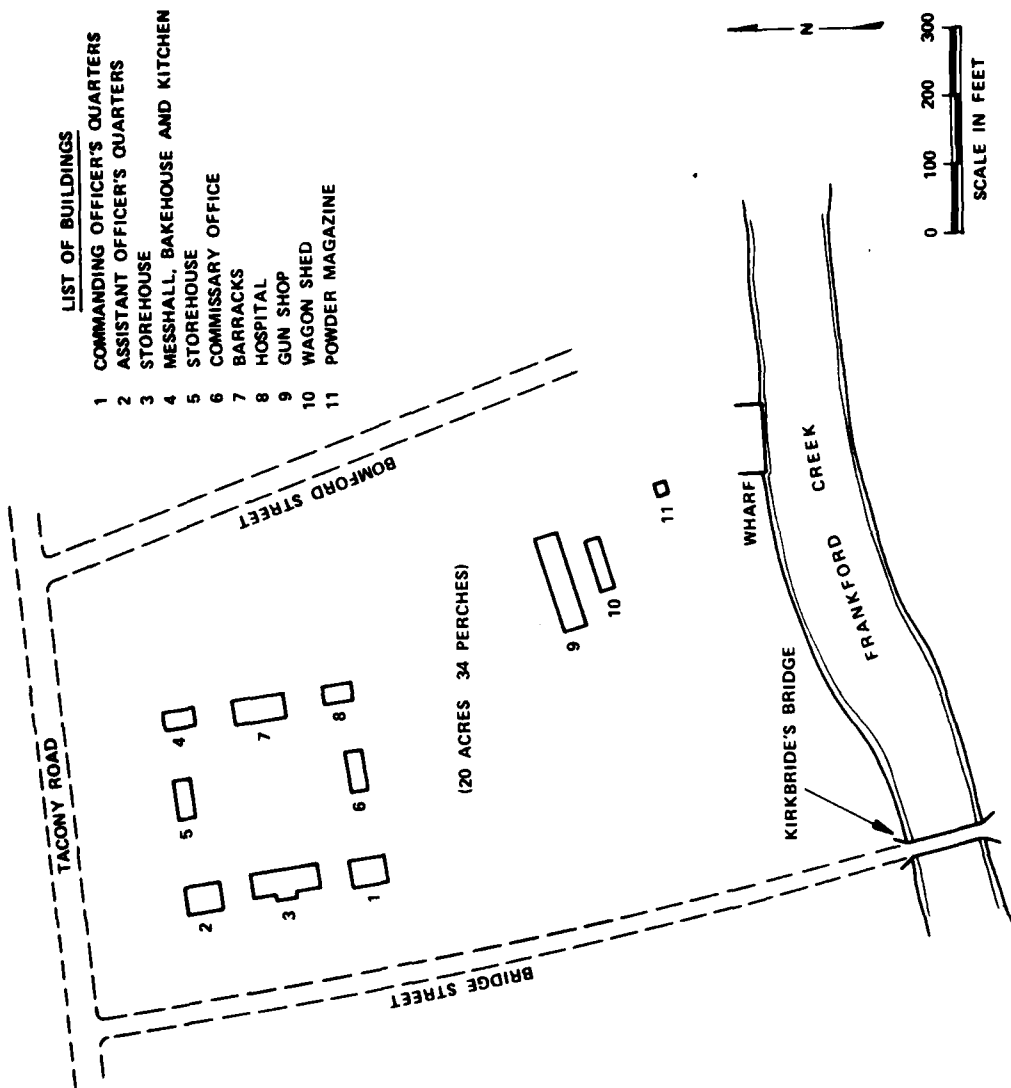 LIST OF BUILDINGS
1 COMMANDING OFFICER'S QUARTERS
2 ASSISTANT OFFICER'S QUARTERS
3 STOREHOUSE
4 MESSHALL, BAKEHOUSE AND KITCHEN
5 STOREHOUSE
6 COMMISSARY OFFICE
7 BARRACKS
8 HOSPITAL
9 GUN SHOP
10 WAGON SHED
11 POWDER MAGAZINE
TACONY ROAD
BOMFORD STREET
BRIDGE STREET
2
5
4
3
7
1
6
8
(20 ACRES 34 PERCHES)
9
10
11
WHARF
KIRKBRIDE'S BRIDGE
FRANKFORD CREEK
N
0 100 200 300
SCALE IN FEET